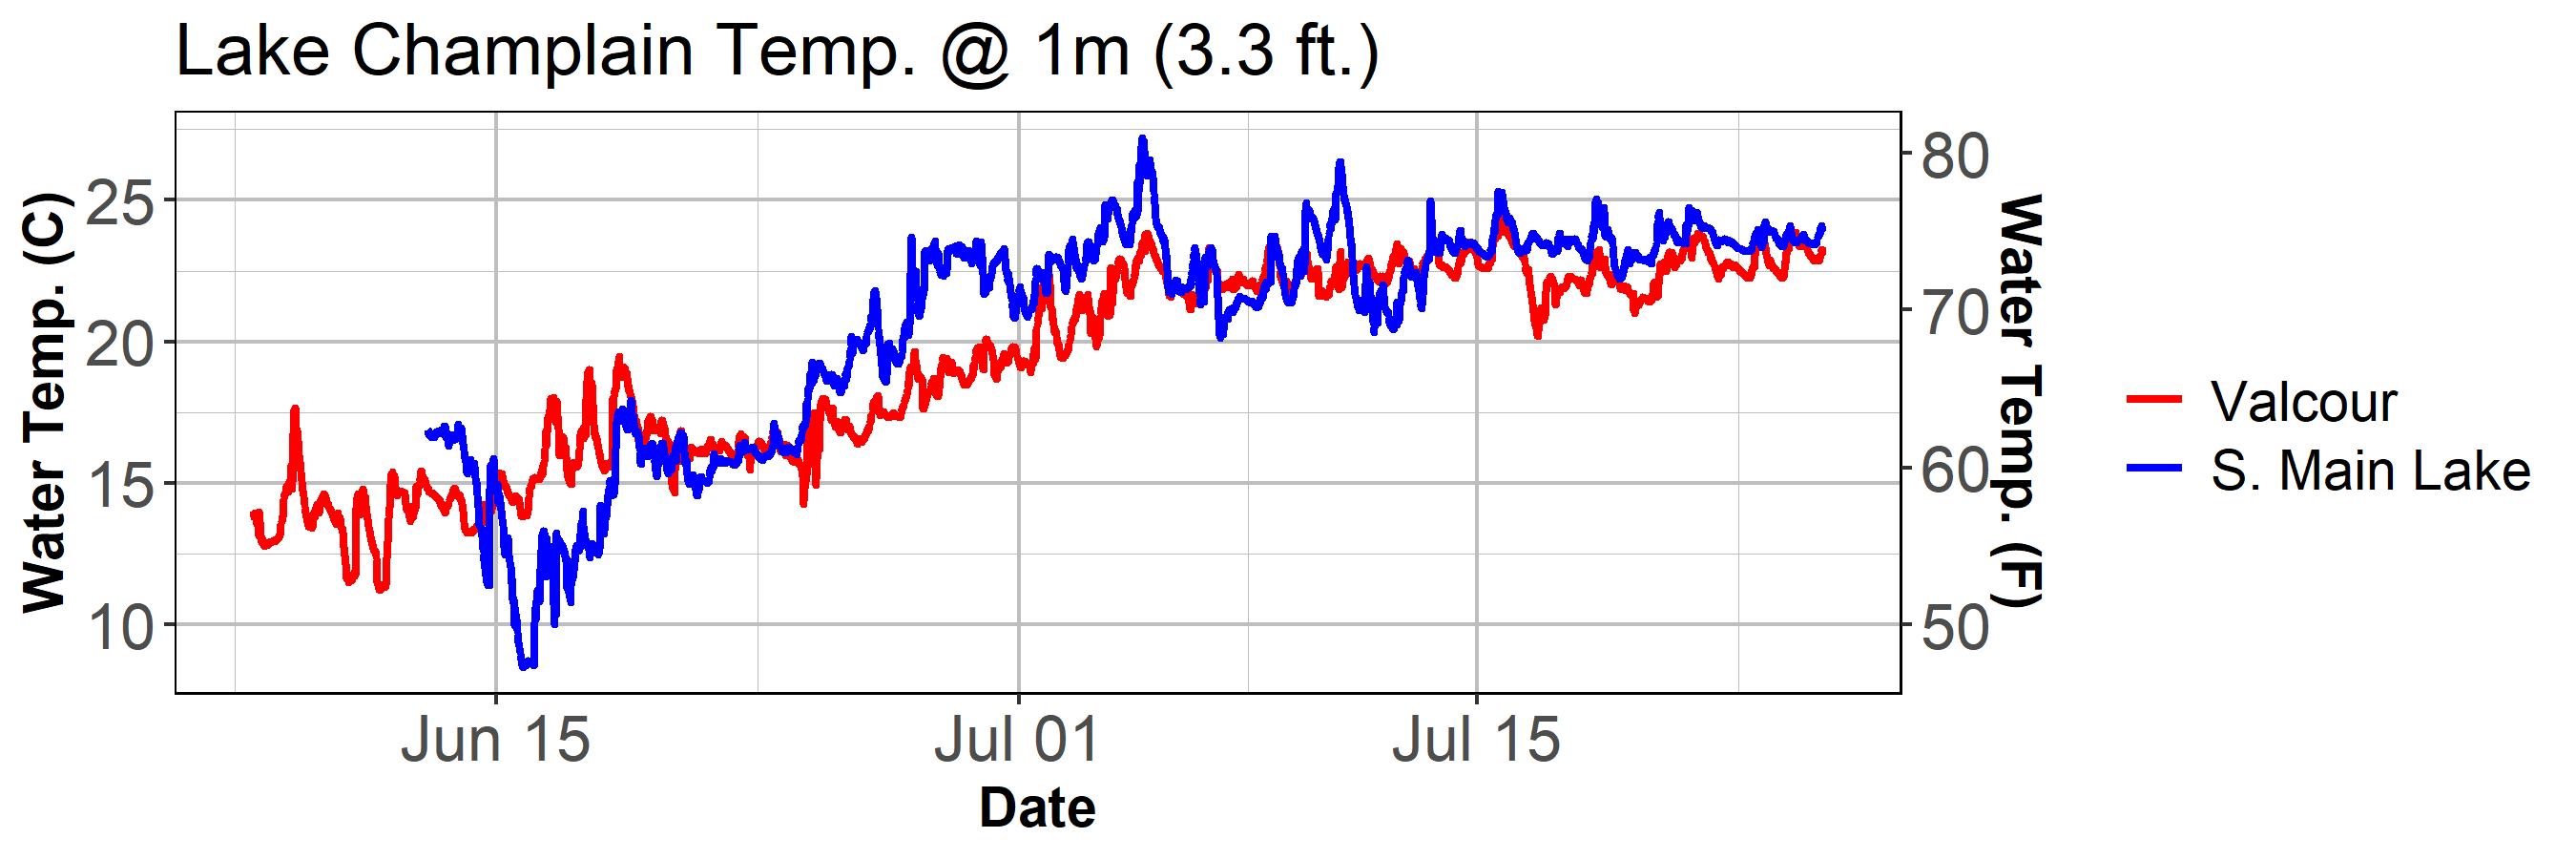 Lake Champlain Temp. @ 1m (3.3 ft.)
Water Temp. (C)
25
20
15
10
80
70
60
50
Water Temp. (F)
Jun 15
Jul 01
Jul 15
Date
Valcour
S. Main Lake